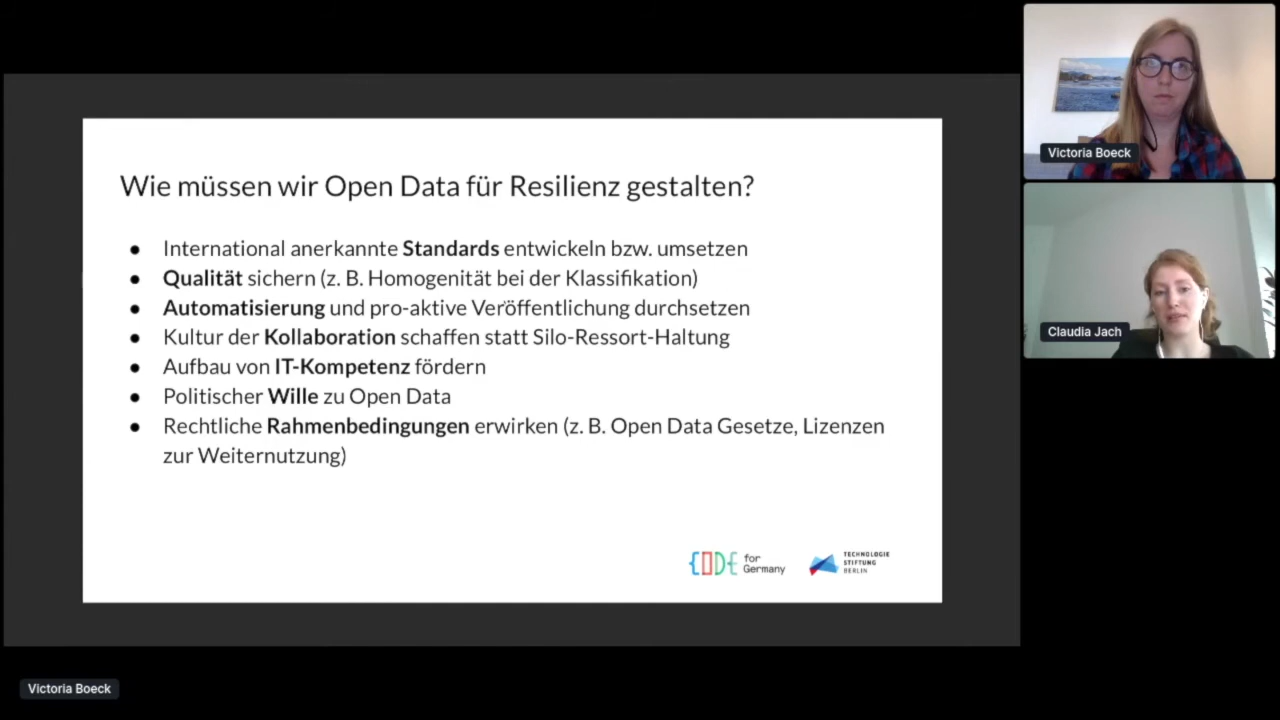 Wie müssen wir Open Data für Resilienz gestalten?
● International anerkannte Standards entwickeln bzw. umsetzen
● Qualität sichern (z. B. Homogenität bei der Klassifikation)
● Automatisierung und pro-aktive Veröffentlichung durchsetzen
● Kultur der Kollaboration schaffen statt Silo-Ressort-Haltung
● Aufbau von IT-Kompetenz fördern
● Politischer Wille zu Open Data
● Rechtliche Rahmenbedingungen erwirken (z. B. Open Data Gesetze, Lizenzen
zur Weiternutzung)
CODE for
Germany
TECHNOLOGIE
STIFTUNG
BERLIN
Victoria Boeck
Claudia Jach
Victoria Boeck